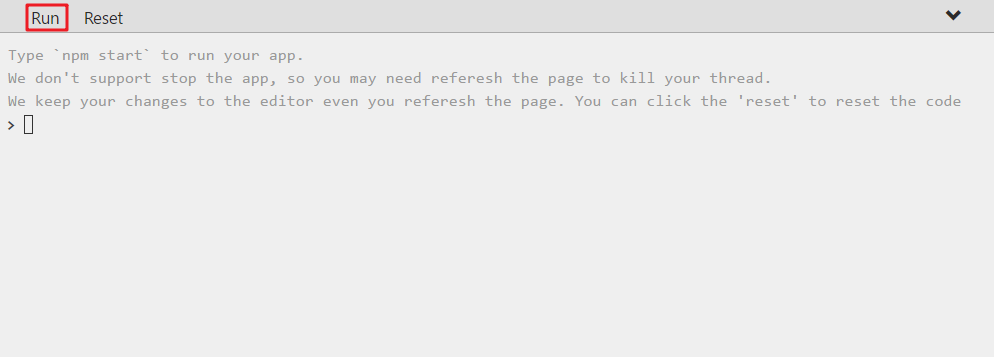 Run Reset
Type `npm start` to run your app.
We don't support stop the app, so you may need referesh the page to kill your thread.
We keep your changes to the editor even you referesh the page. You can click the 'reset' to reset the code
>